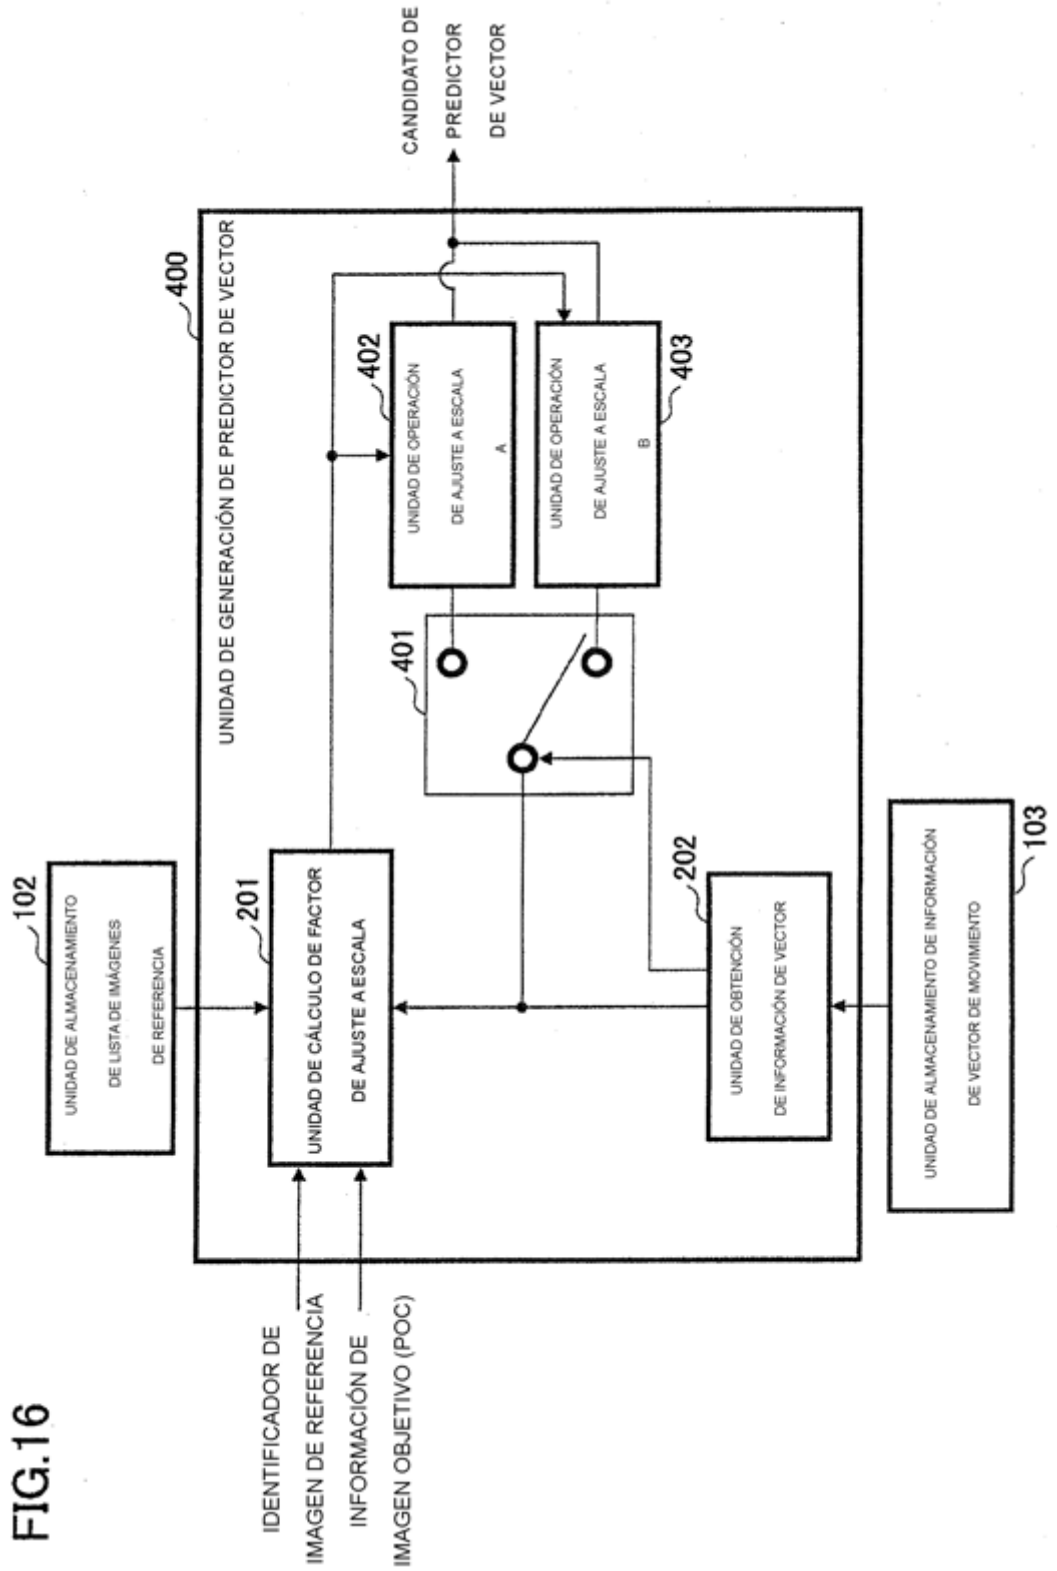 FIG.16
102
UNIDAD DE ALMACENAMIENTO
DE LISTA DE IMÁGENES
DE REFERENCIA
400
UNIDAD DE GENERACIÓN DE PREDICTOR DE VECTOR
IDENTIFICADOR DE
IMAGEN DE REFERENCIA
INFORMACIÓN DE
IMAGEN OBJETIVO (POC)
201
UNIDAD DE CÁLCULO DE FACTOR
DE AJUSTE A ESCALA
402
UNIDAD DE OPERACIÓN
DE AJUSTE A ESCALA
A
CANDIDATO DE
PREDICTOR
DE VECTOR
401
UNIDAD DE OPERACIÓN
DE AJUSTE A ESCALA
B
403
202
UNIDAD DE OBTENCIÓN
DE INFORMACIÓN DE VECTOR
UNIDAD DE ALMACENAMIENTO DE INFORMACIÓN
DE VECTOR DE MOVIMIENTO
103